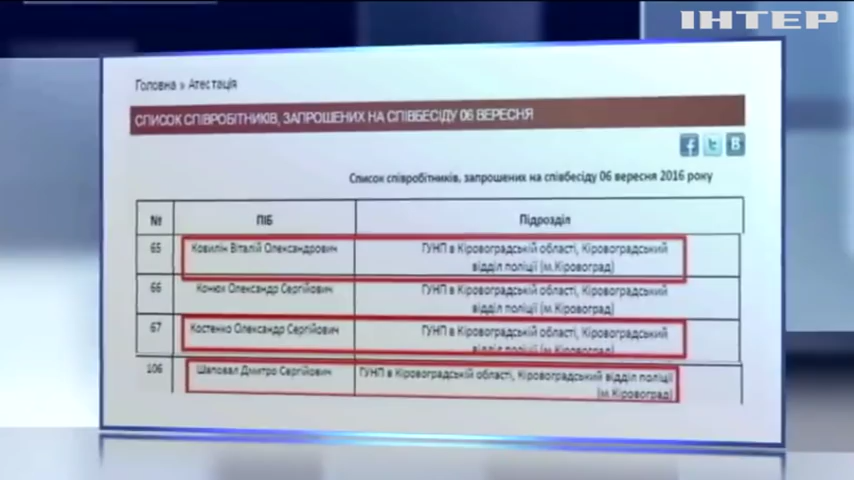 ІНТЕР
Головна » Атестація
СПИСОК СПІВРОБІТНИКІВ, ЗАПРОШЕНИХ НА СПІВБЕСІДУ 06 ВЕРЕСНЯ
f t B
Список співробітників, запрошених на співбесіду 06 вересня 2016 року
№ ПІБ Підрозділ
65 Ковилін Віталій Олександрович ГУНП в Кіровоградській області, Кіровоградський
відділ поліції (м.Кіровоград)
66 Конюх Олександр Сергійович ГУНП в Кіровоградській області, Кіровоградський
відділ поліції (м.Кіровоград)
67 Костенко Олександр Сергійович ГУНП в Кіровоградській області, Кіровоградський
відділ поліції (м.Кіровоград)
106 Шаповал Дмитро Сергійович ГУНП в Кіровоградській області, Кіровоградський відділ поліції
(м.Кіровоград)